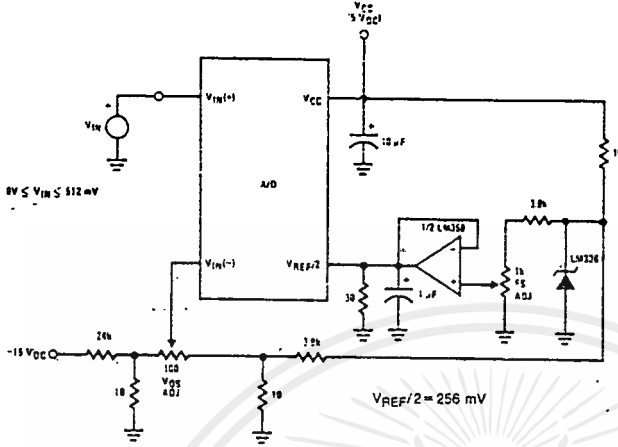 VCC
(5 VDC)
VIN(+)
VCC
+
VIN
+
10 µF
A/D
0V ≤ VIN ≤ 512 mV
3.9k
1/2 LM358
LM336
VIN(−)
VREF/2
−
+
+
1k
FS
ADJ
1 µF
−15 VDC
24k
100
VOS
ADJ
3.9k
10
10
VREF/2 = 256 mV